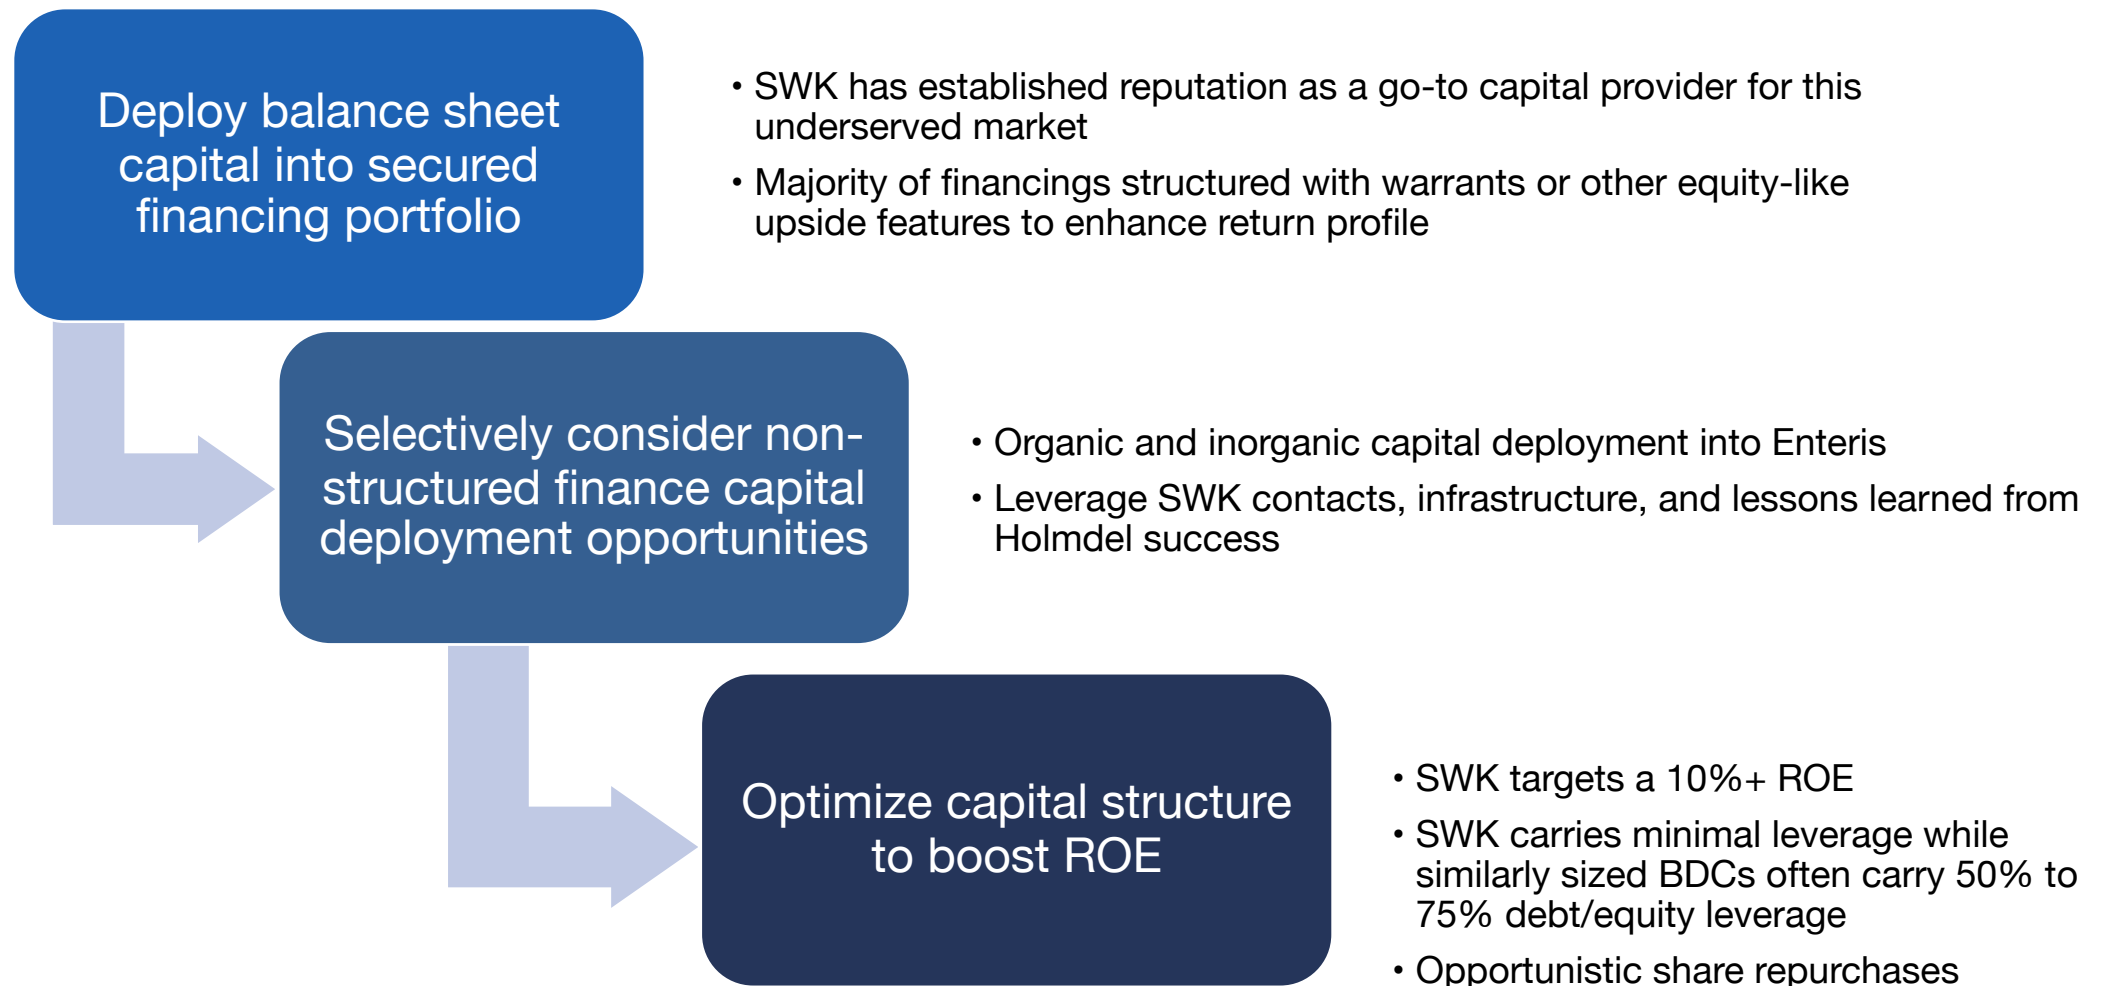 Deploy balance sheet
capital into secured
financing portfolio
• SWK has established reputation as a go-to capital provider for this
underserved market
• Majority of financings structured with warrants or other equity-like
upside features to enhance return profile
Selectively consider non-
structured finance capital
deployment opportunities
• Organic and inorganic capital deployment into Enteris
• Leverage SWK contacts, infrastructure, and lessons learned from
Holmdel success
Optimize capital structure
to boost ROE
• SWK targets a 10%+ ROE
• SWK carries minimal leverage while
similarly sized BDCs often carry 50% to
75% debt/equity leverage
• Opportunistic share repurchases